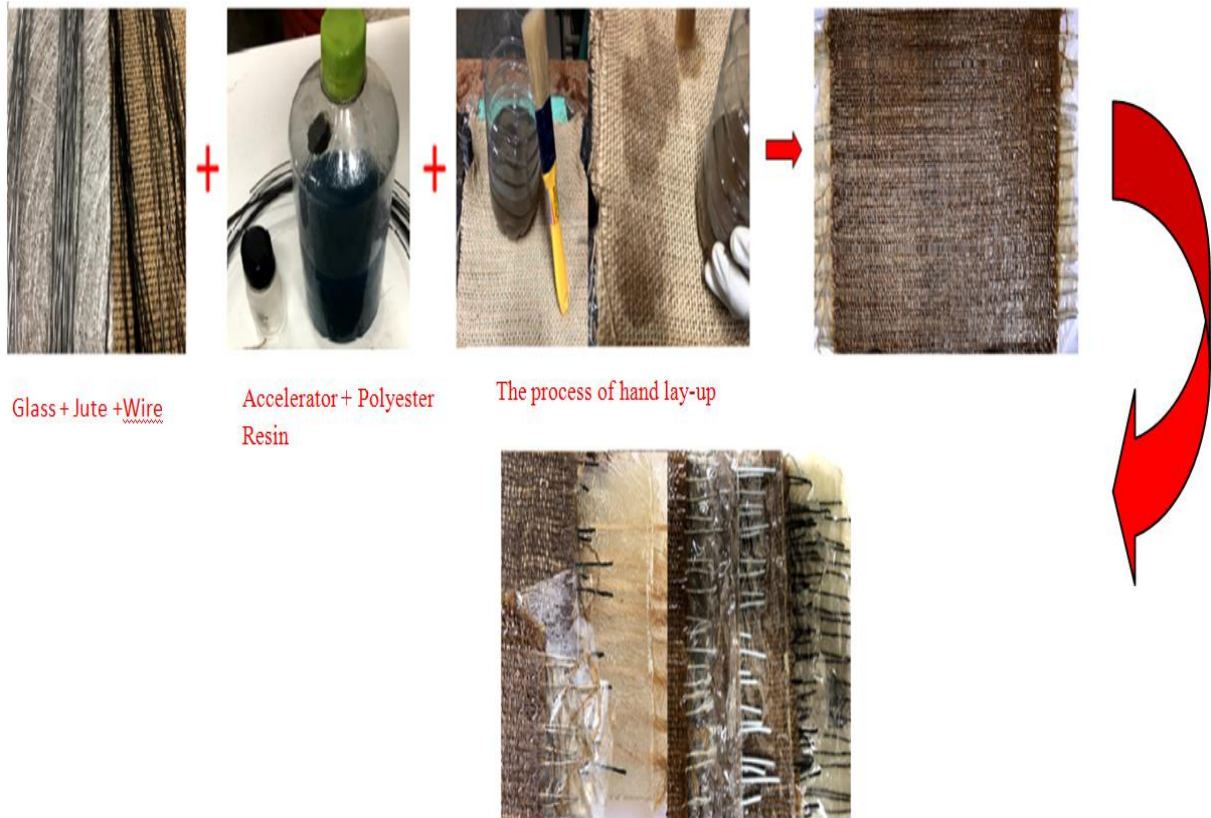 Glass + Jute +Wire
Accelerator + Polyester
Resin
The process of hand lay-up